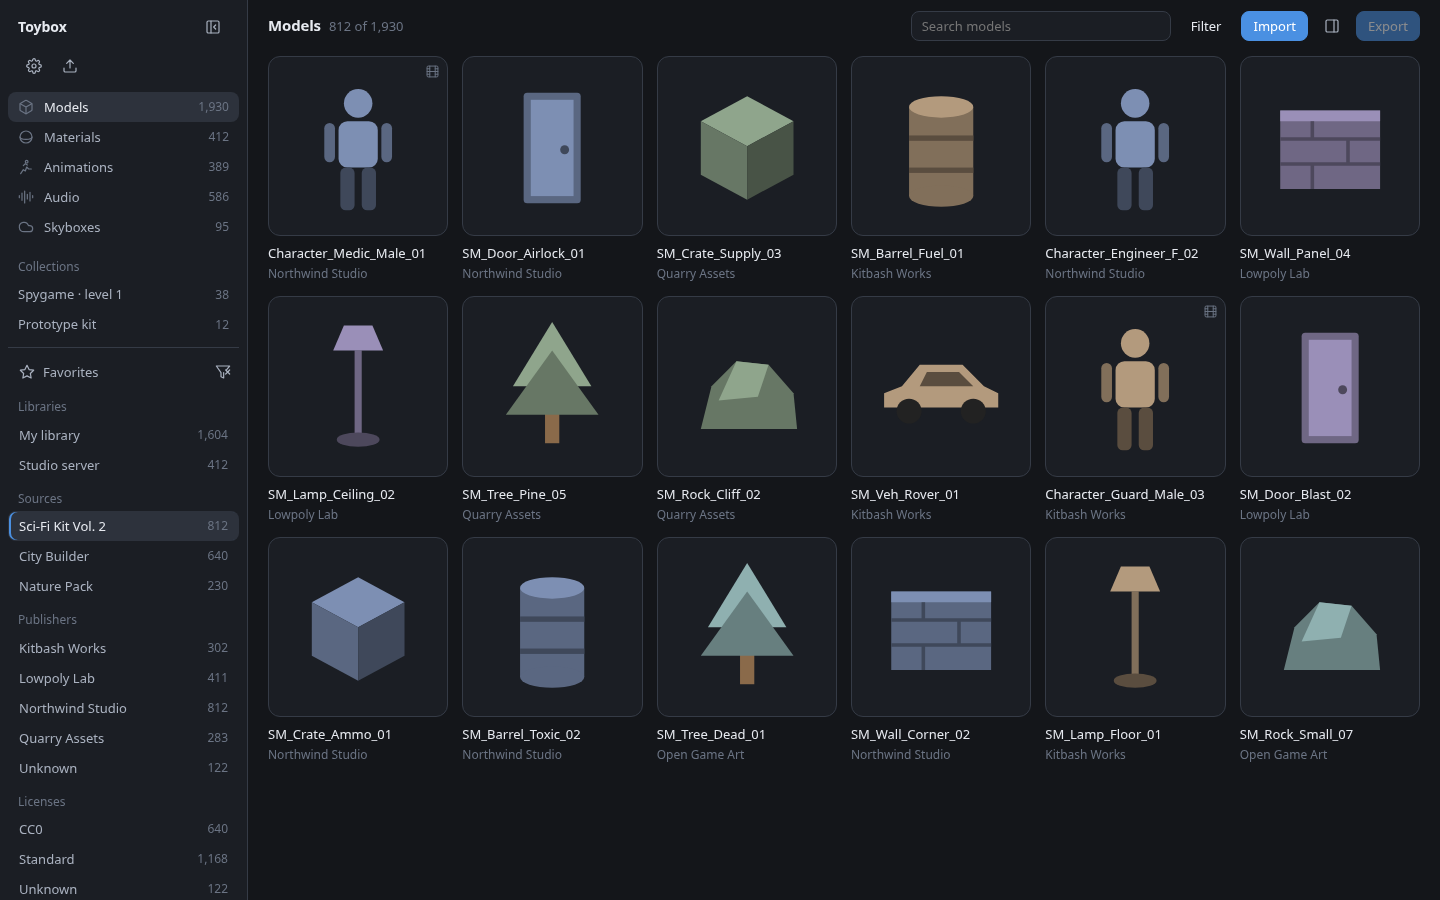 Toybox
Models 1,930
Materials 412
Animations 389
Audio 586
Skyboxes 95
Collections
Spygame · level 1 38
Prototype kit 12
Favorites
Libraries
My library 1,604
Studio server 412
Sources
Sci-Fi Kit Vol. 2 812
City Builder 640
Nature Pack 230
Publishers
Kitbash Works 302
Lowpoly Lab 411
Northwind Studio 812
Quarry Assets 283
Unknown 122
Licenses
CC0 640
Standard 1,168
Unknown 122
Models 812 of 1,930 Search models Filter Import Export
Character_Medic_Male_01 SM_Door_Airlock_01 SM_Crate_Supply_03 SM_Barrel_Fuel_01 Character_Engineer_F_02 SM_Wall_Panel_04
Northwind Studio Northwind Studio Quarry Assets Kitbash Works Northwind Studio Lowpoly Lab
SM_Lamp_Ceiling_02 SM_Tree_Pine_05 SM_Rock_Cliff_02 SM_Veh_Rover_01 Character_Guard_Male_03 SM_Door_Blast_02
Lowpoly Lab Quarry Assets Quarry Assets Kitbash Works Kitbash Works Lowpoly Lab
SM_Crate_Ammo_01 SM_Barrel_Toxic_02 SM_Tree_Dead_01 SM_Wall_Corner_02 SM_Lamp_Floor_01 SM_Rock_Small_07
Northwind Studio Northwind Studio Open Game Art Northwind Studio Kitbash Works Open Game Art